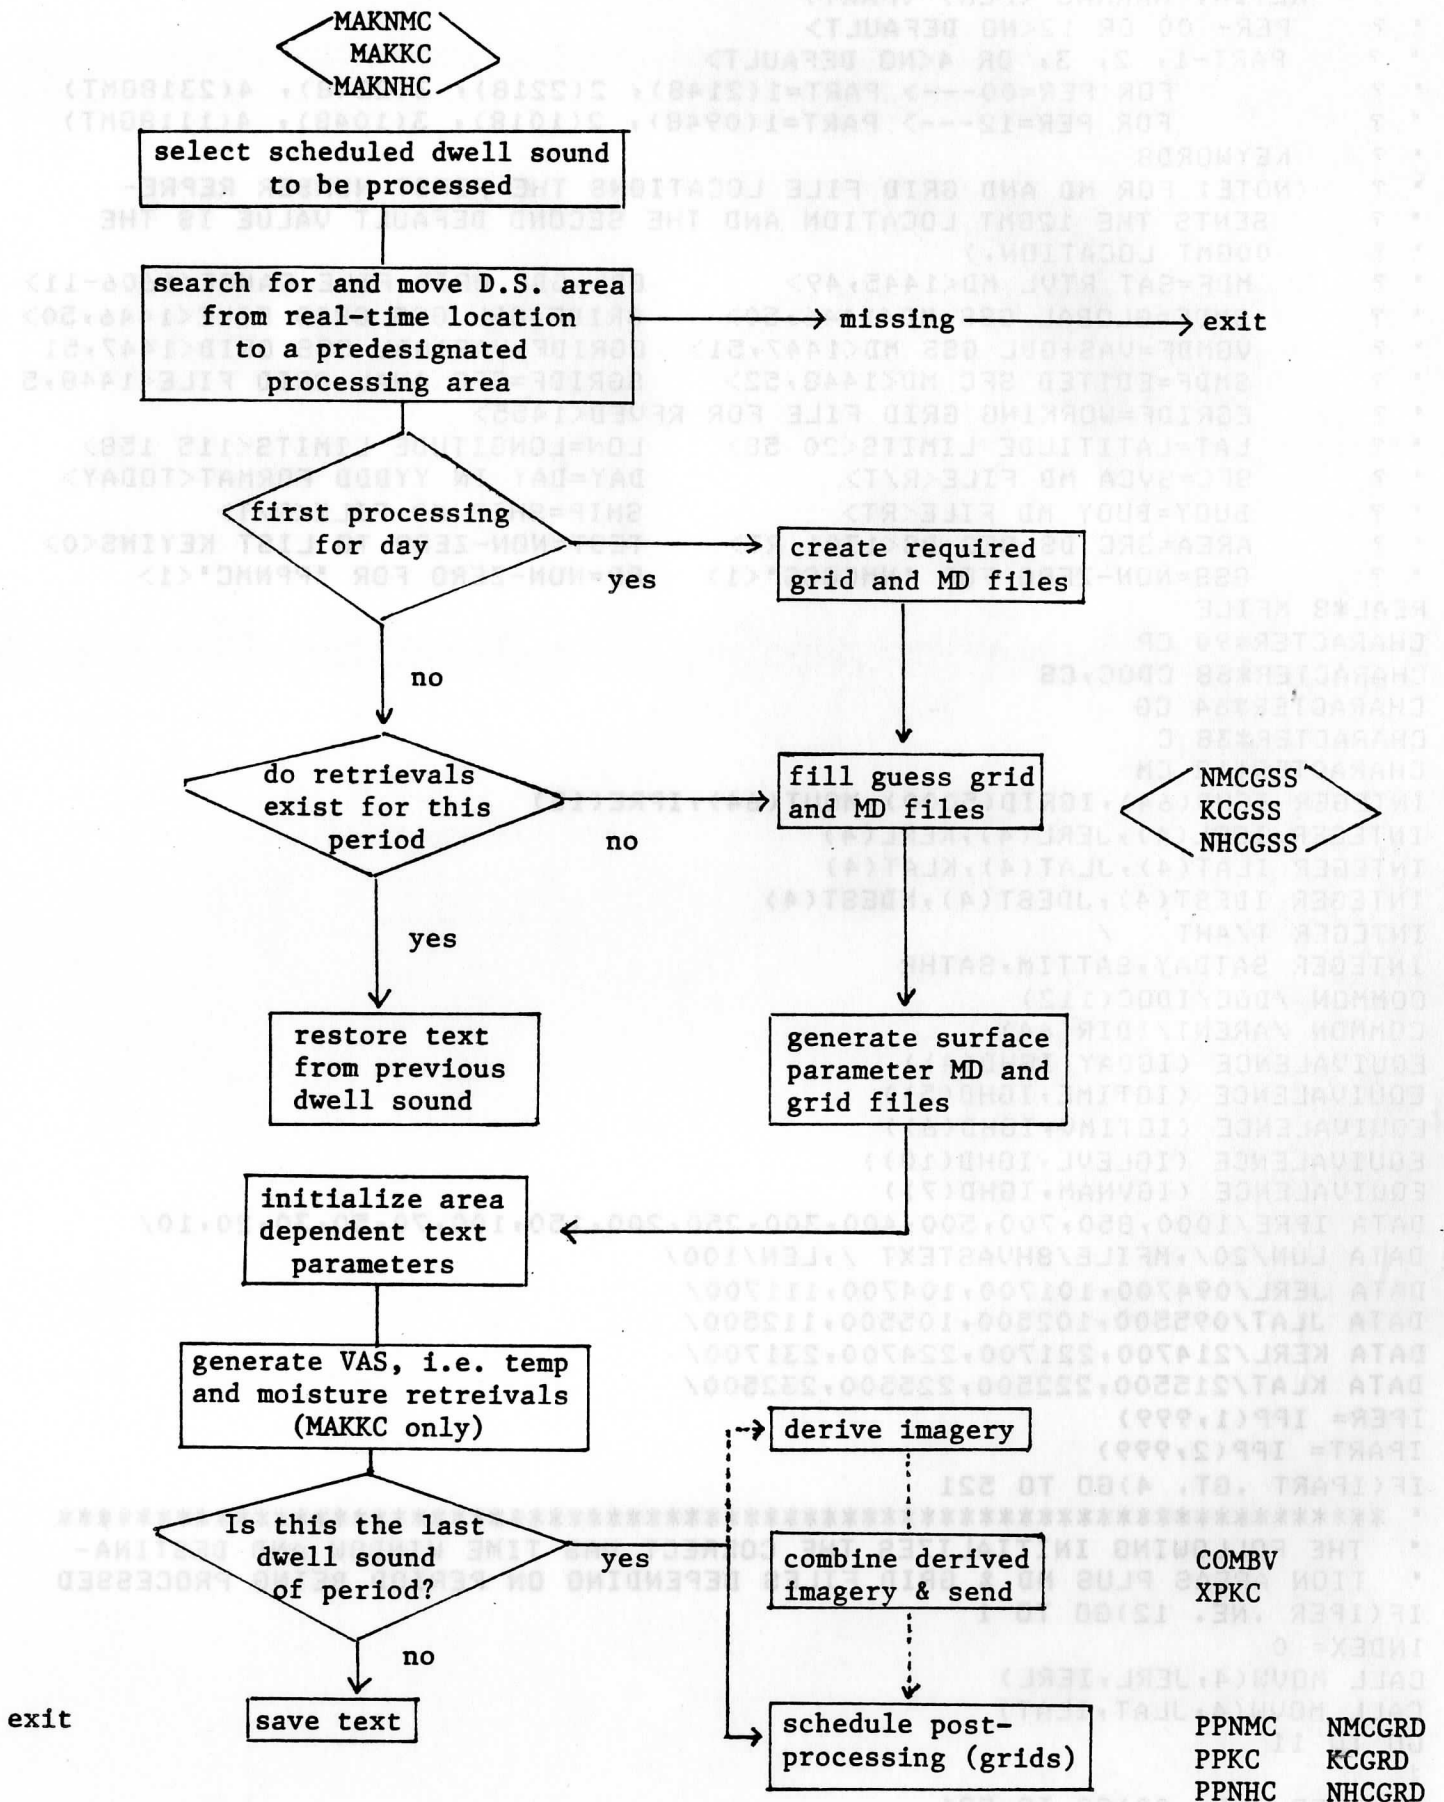 MAKNMC
MAKKC
MAKNHC
select scheduled dwell sound
to be processed
search for and move D.S. area
from real-time location
to a predesignated
processing area
missing
exit
first processing
for day
yes
no
create required
grid and MD files
do retrievals
exist for this
period
no
yes
fill guess grid
and MD files
NMCGSS
KCGSS
NHCGSS
restore text
from previous
dwell sound
generate surface
parameter MD and
grid files
initialize area
dependent text
parameters
generate VAS, i.e. temp
and moisture retreivals
(MAKKC only)
Is this the last
dwell sound
of period?
yes
no
derive imagery
combine derived
imagery & send
COMBV
XPKC
exit
save text
schedule post-
processing (grids)
PPNMC NMCGRD
PPKC KCGRD
PPNHC NHCGRD